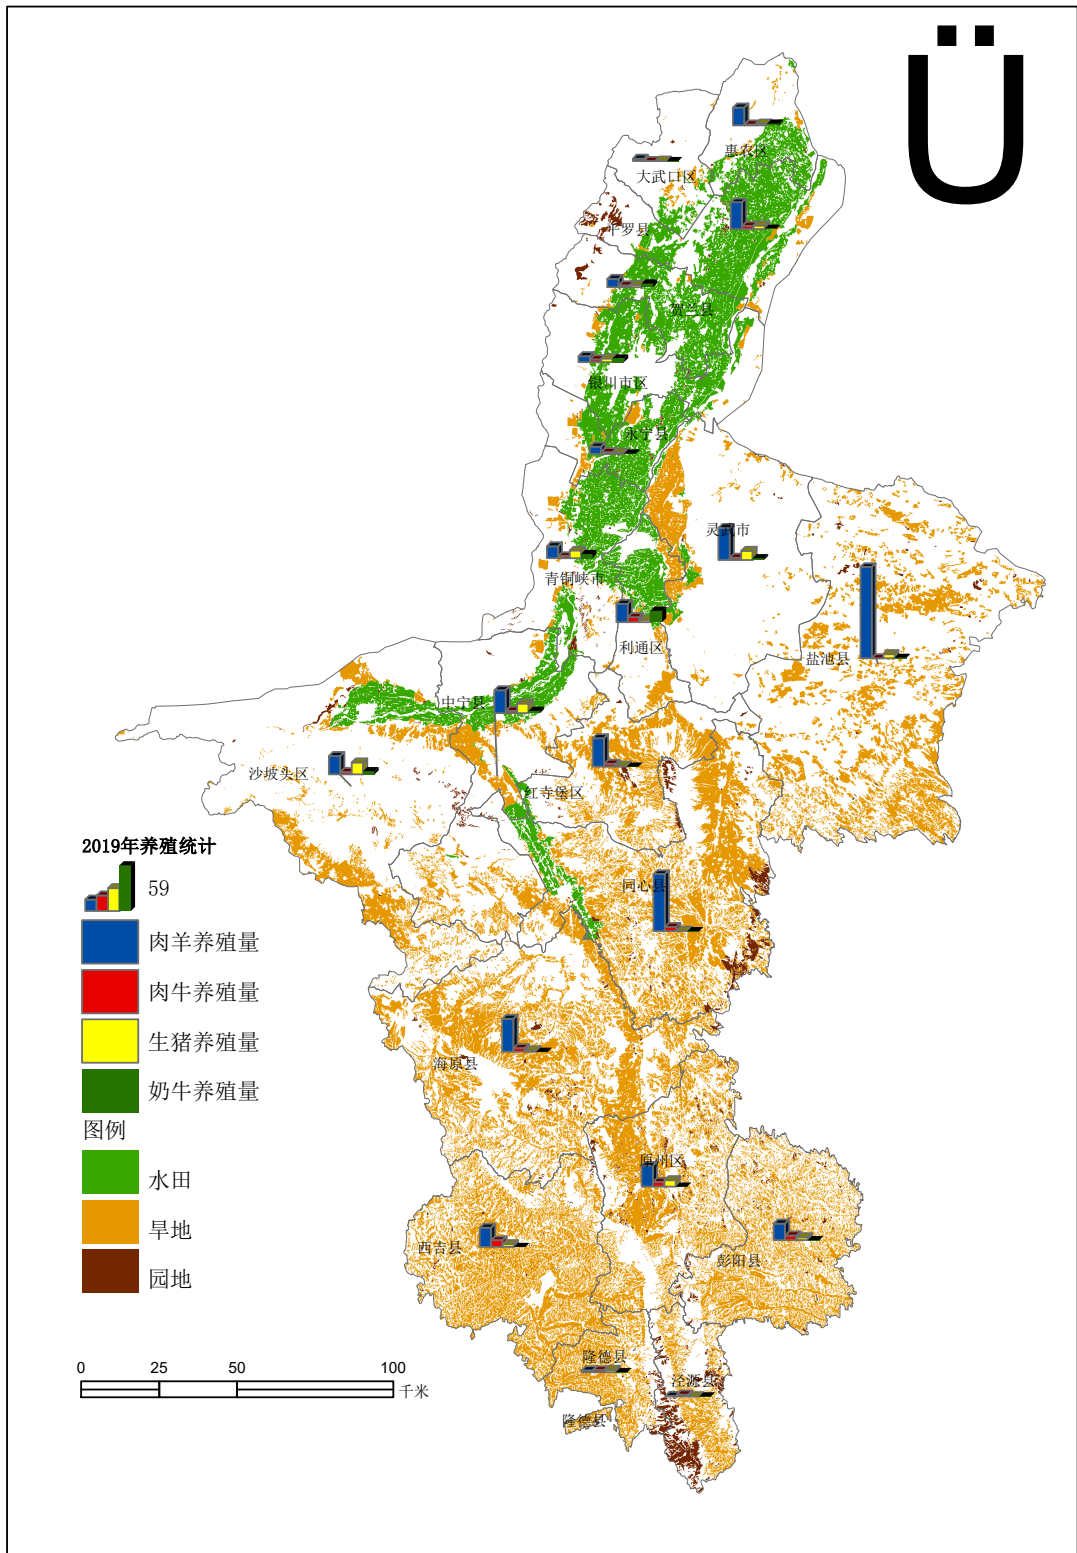 Ü
惠农区
大武口区
平罗县
贺兰县
银川市区
永宁县
灵武市
青铜峡市
利通区
盐池县
中宁县
沙坡头区
红寺堡区
2019年养殖统计
59
同心县
肉羊养殖量
肉牛养殖量
生猪养殖量
海原县
奶牛养殖量
图例
水田
原州区
旱地
西吉县
彭阳县
园地
隆德县
0 25 50 100
泾源县
千米
隆德县